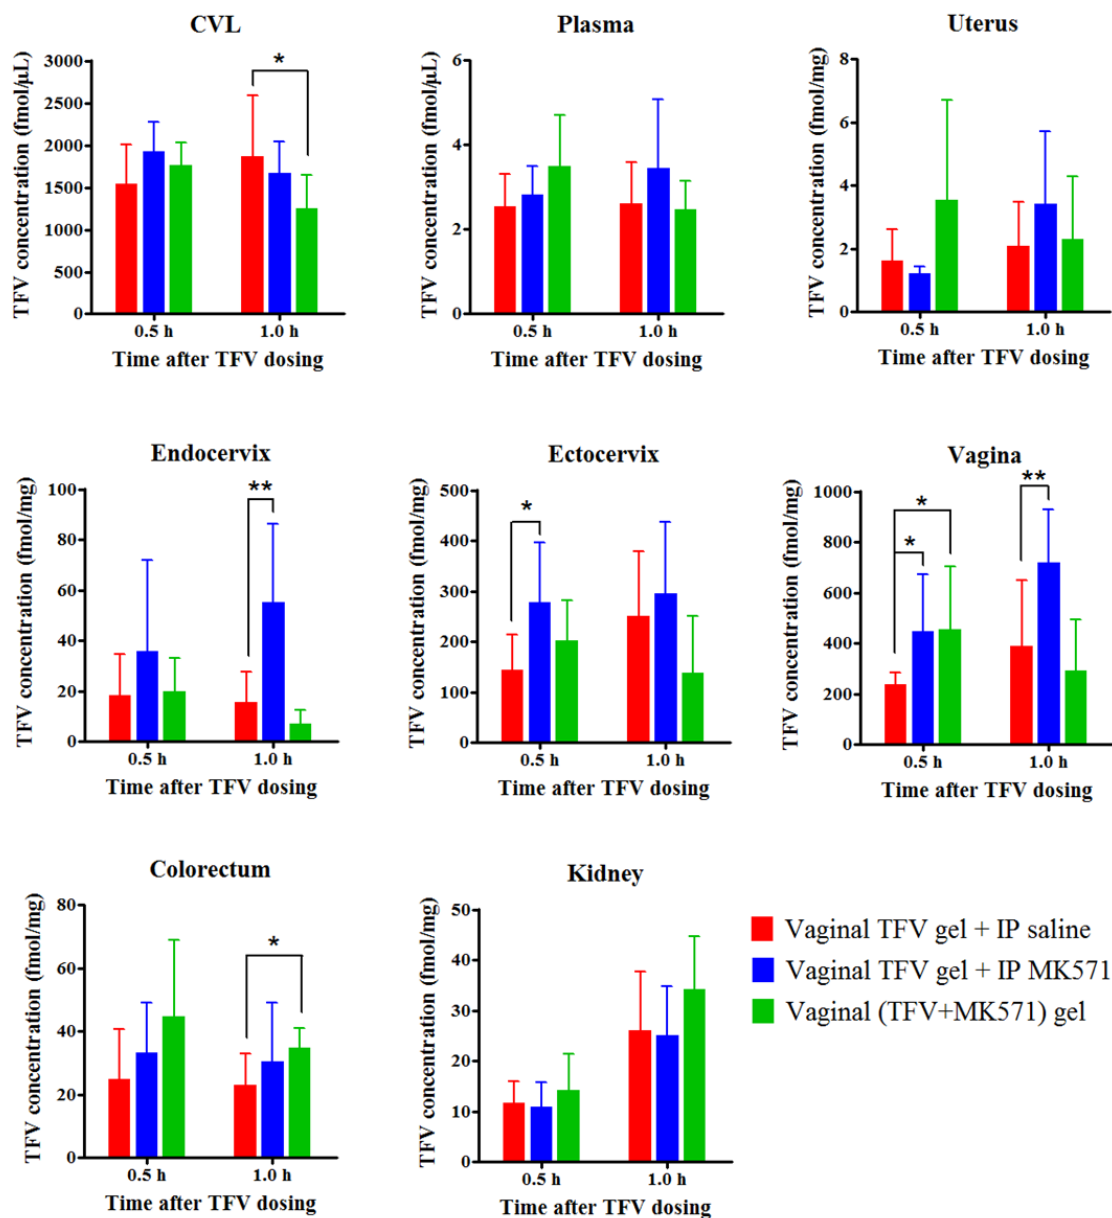 CVL
TFV concentration (fmol/µL)
3000
2500
2000
1500
1000
500
0
*
0.5 h
1.0 h
Time after TFV dosing
Plasma
TFV concentration (fmol/µL)
6
4
2
0
0.5 h
1.0 h
Time after TFV dosing
Uterus
TFV concentration (fmol/mg)
8
6
4
2
0
0.5 h
1.0 h
Time after TFV dosing
Endocervix
TFV concentration (fmol/mg)
100
80
60
40
20
0
**
0.5 h
1.0 h
Time after TFV dosing
Ectocervix
TFV concentration (fmol/mg)
500
400
300
200
100
0
*
0.5 h
1.0 h
Time after TFV dosing
Vagina
TFV concentration (fmol/mg)
1000
800
600
400
200
0
*
*
**
0.5 h
1.0 h
Time after TFV dosing
Colorectum
TFV concentration (fmol/mg)
80
60
40
20
0
*
0.5 h
1.0 h
Time after TFV dosing
Kidney
TFV concentration (fmol/mg)
50
40
30
20
10
0
0.5 h
1.0 h
Time after TFV dosing
Vaginal TFV gel + IP saline
Vaginal TFV gel + IP MK571
Vaginal (TFV+MK571) gel